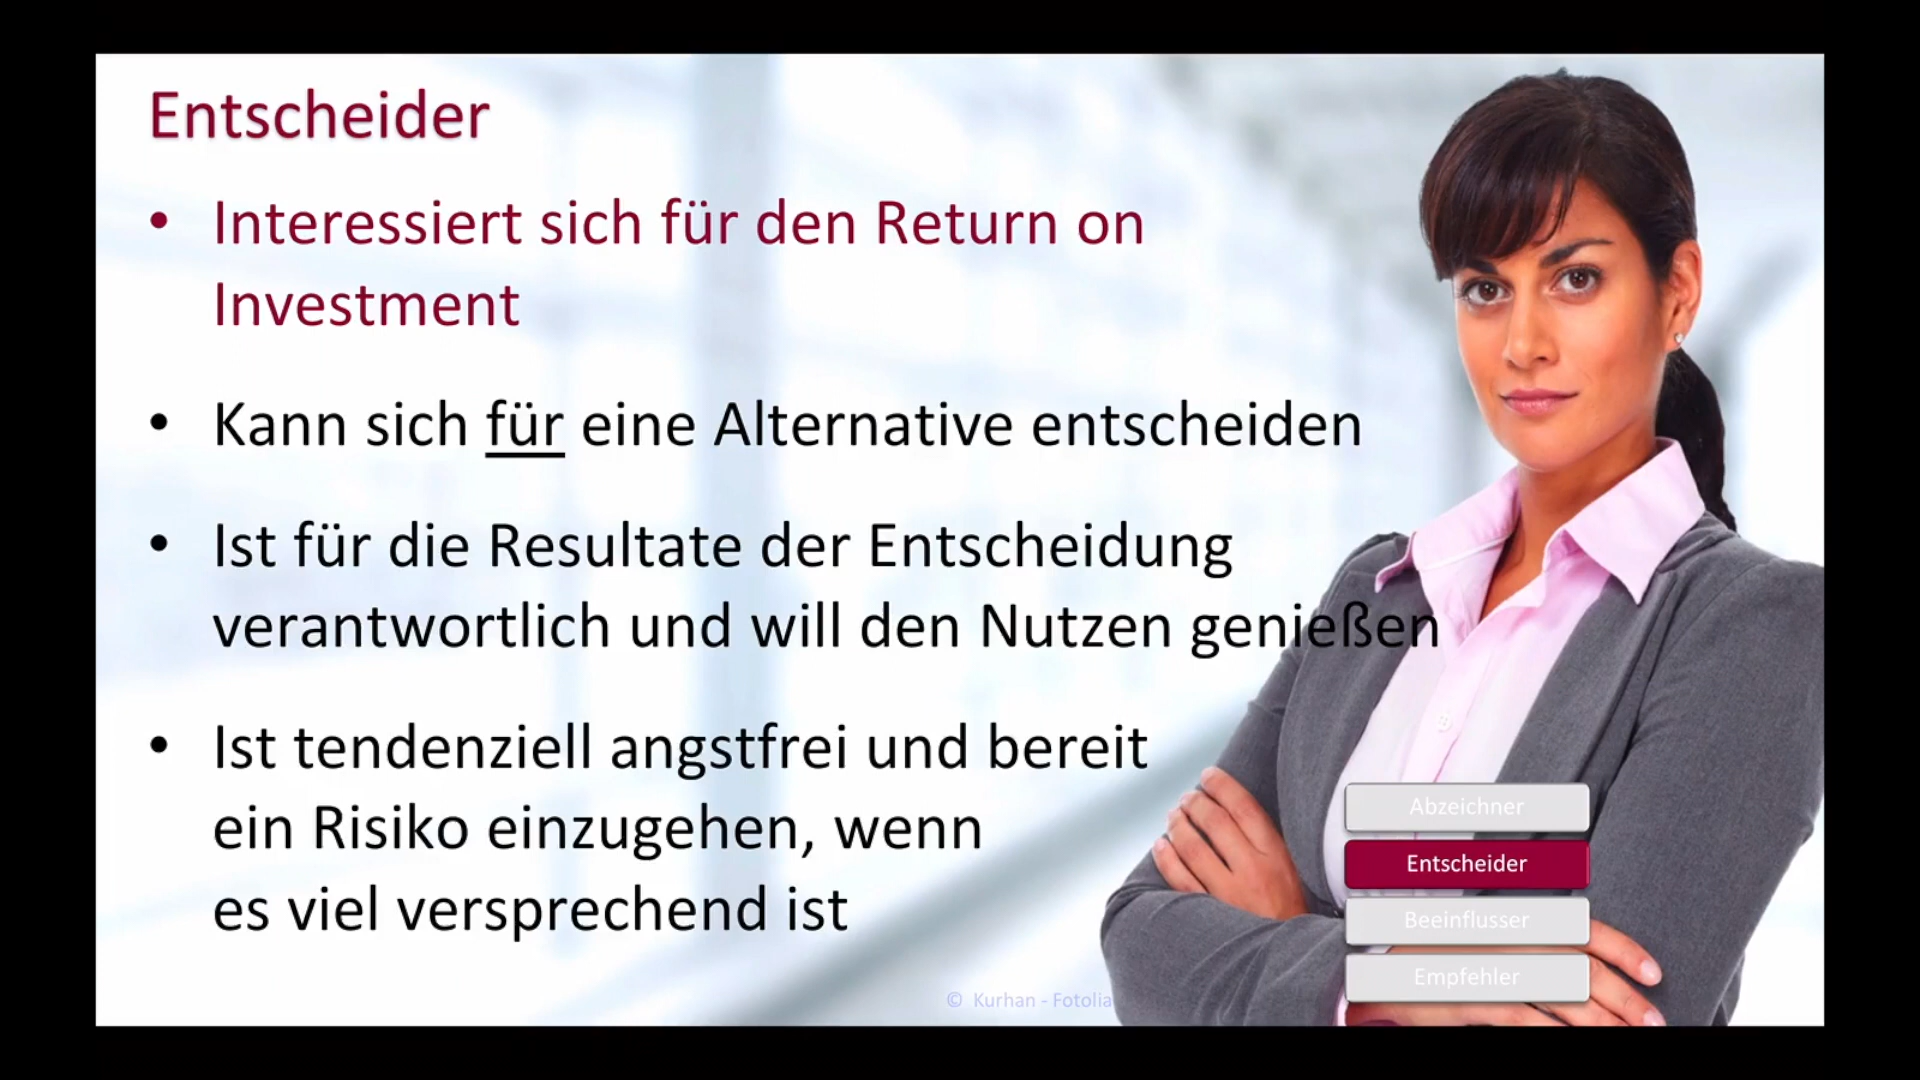 Entscheider
• Interessiert sich für den Return on
Investment
• Kann sich für eine Alternative entscheiden
• Ist für die Resultate der Entscheidung
verantwortlich und will den Nutzen genießen
• Ist tendenziell angstfrei und bereit
ein Risiko einzugehen, wenn
es viel versprechend ist
Abzeichner
Entscheider
Beeinflusser
Empfehler
© Kurhan - Fotolia